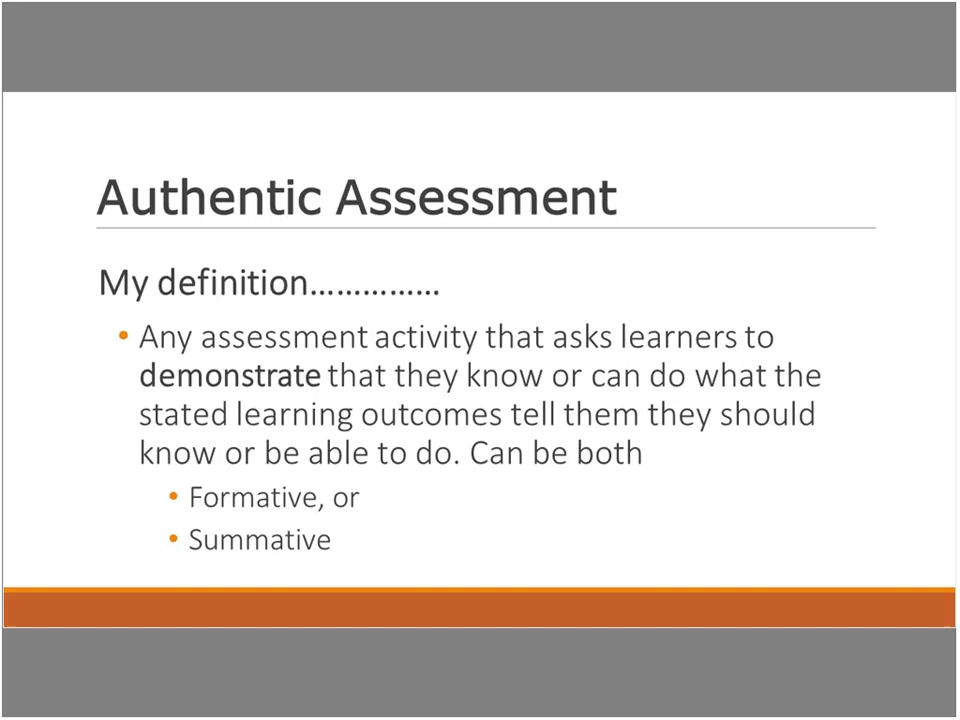 Authentic Assessment
My definition……………
• Any assessment activity that asks learners to
demonstrate that they know or can do what the
stated learning outcomes tell them they should
know or be able to do. Can be both
• Formative, or
• Summative